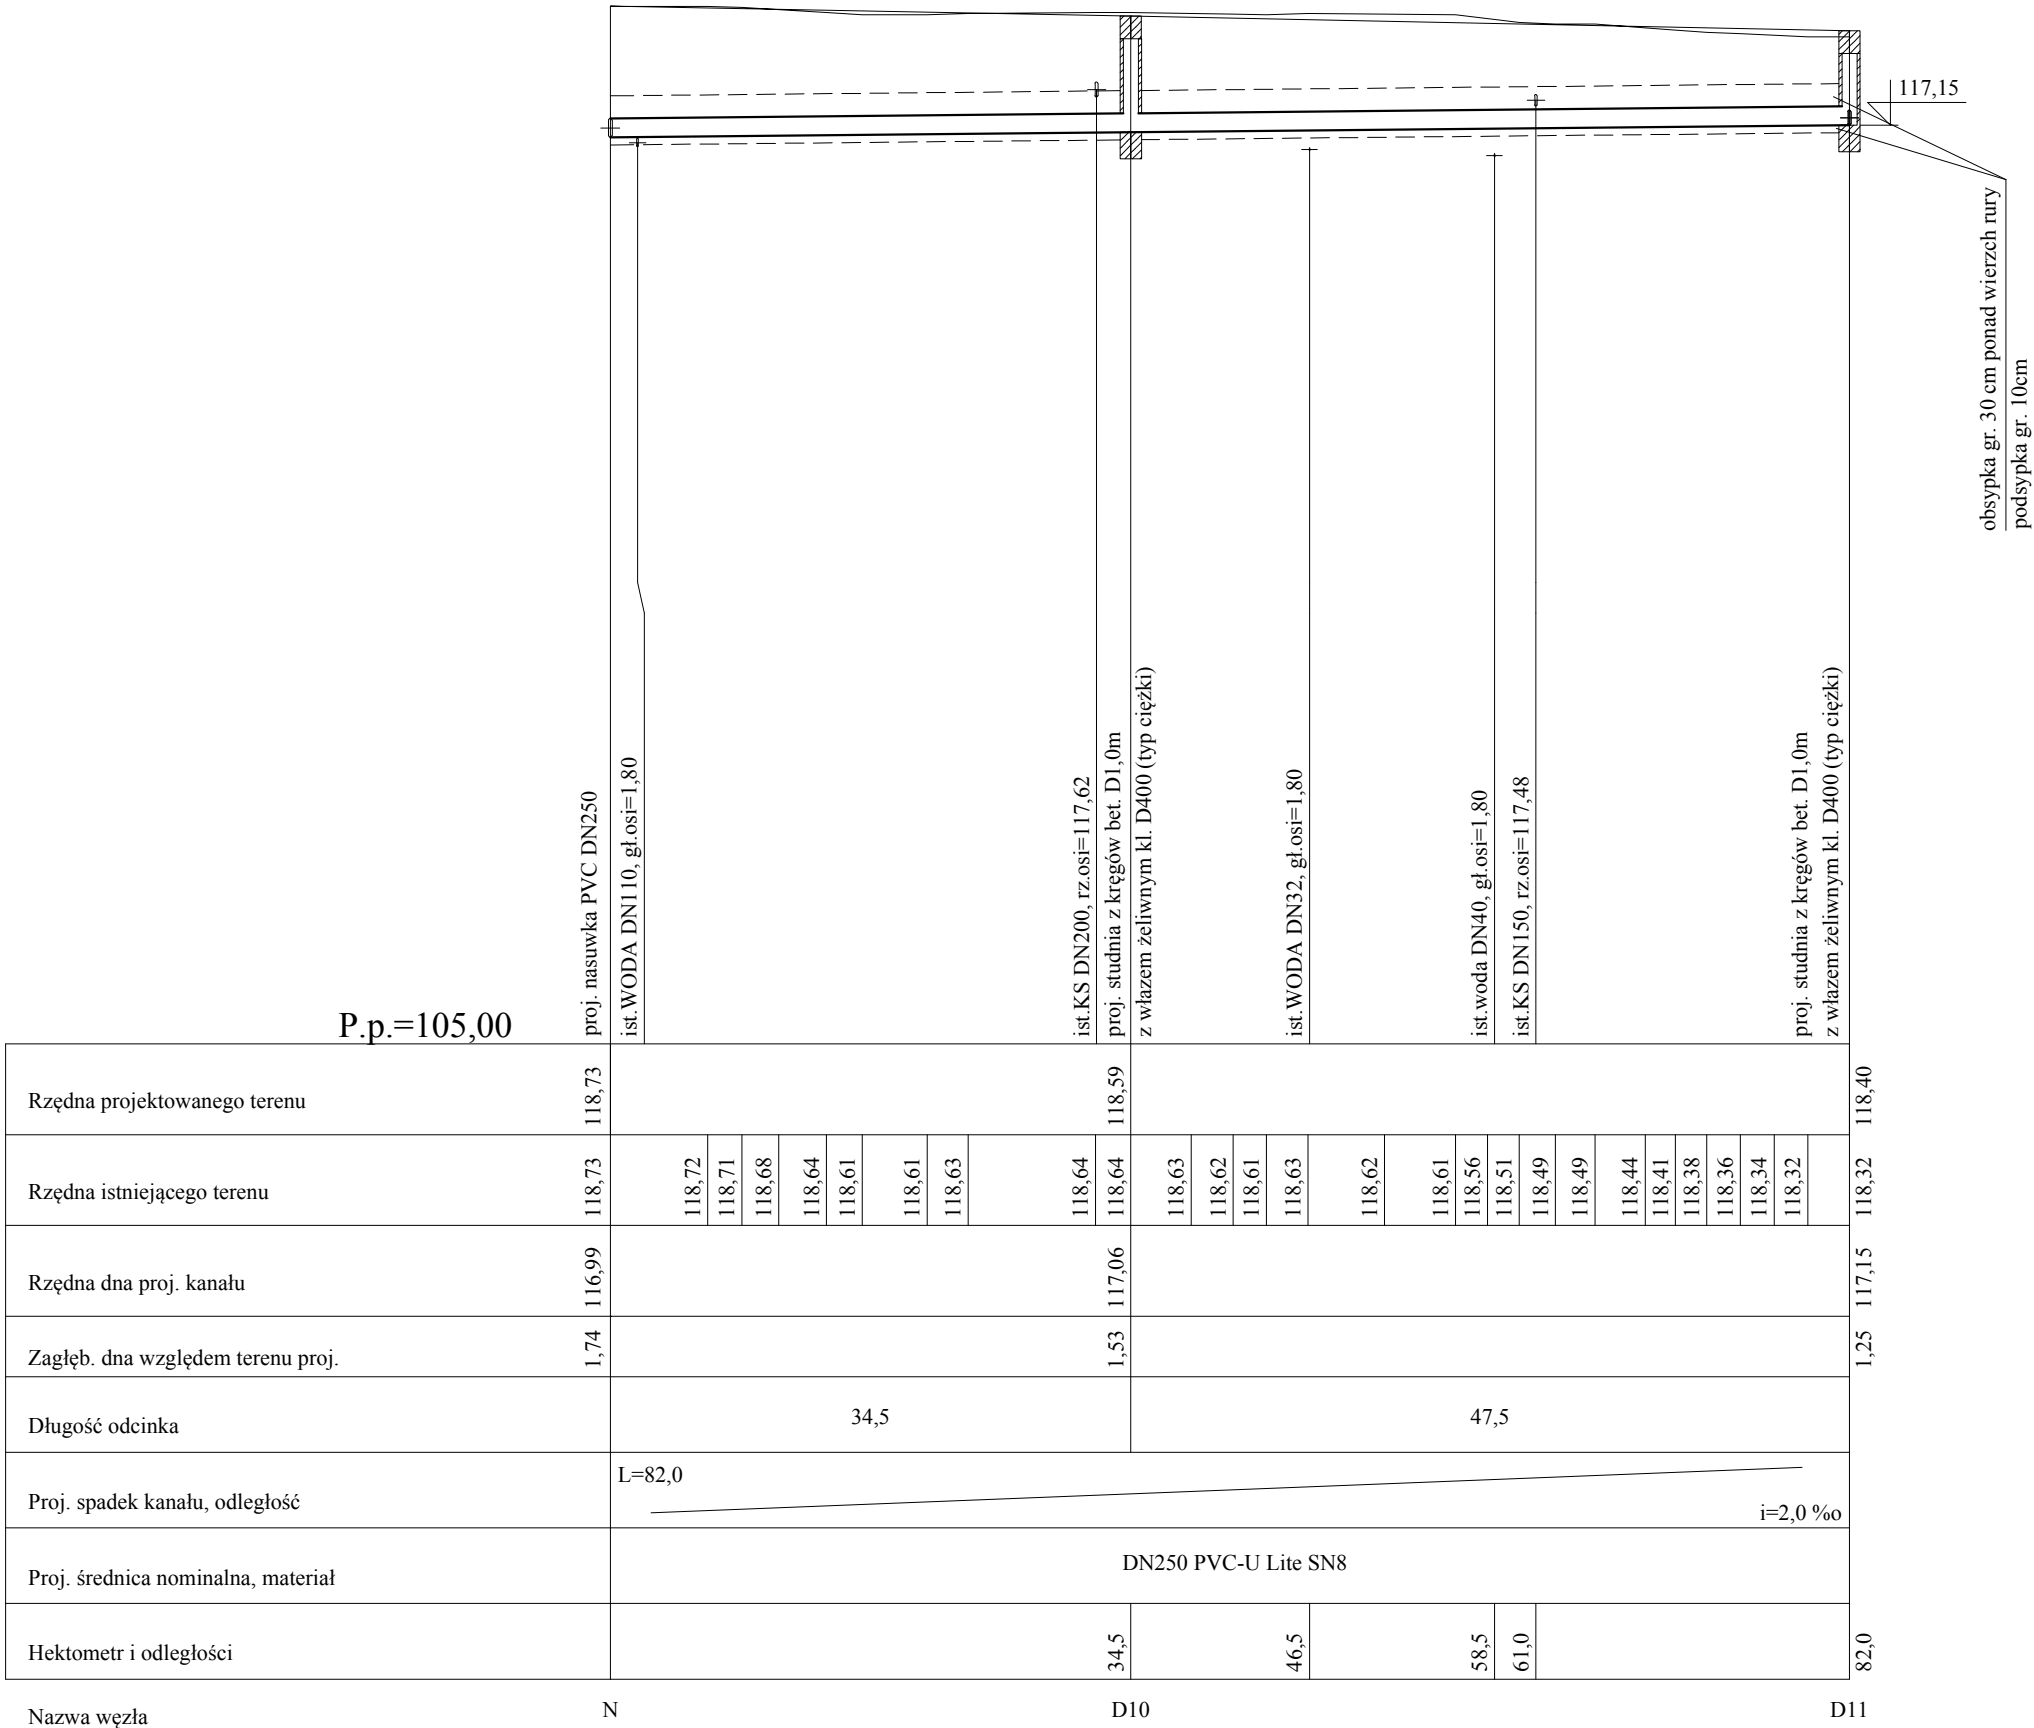 117,15
obsypka gr. 30 cm ponad wierzch rury
podsypka gr. 10cm
proj. nasuwka PVC DN250
ist.WODA DN110, gł.osi=1,80
ist.KS DN200, rz.osi=117,62
proj. studnia z kręgów bet. D1,0m
z włazem żeliwnym kl. D400 (typ ciężki)
ist.WODA DN32, gł.osi=1,80
ist.woda DN40, gł.osi=1,80
ist.KS DN150, rz.osi=117,48
proj. studnia z kręgów bet. D1,0m
z włazem żeliwnym kl. D400 (typ ciężki)
P.p.=105,00
Rzędna projektowanego terenu 118,73 118,59 118,40
Rzędna istniejącego terenu 118,73 118,72 118,71 118,68 118,64 118,61 118,61 118,63 118,64 118,64 118,63 118,62 118,61 118,63 118,62 118,61 118,56 118,51 118,49 118,49 118,44 118,41 118,38 118,36 118,34 118,32 118,32
Rzędna dna proj. kanału 116,99 117,06 117,15
Zagłęb. dna względem terenu proj. 1,74 1,53 1,25
Długość odcinka 34,5 47,5
Proj. spadek kanału, odległość L=82,0 i=2,0 %o
Proj. średnica nominalna, materiał DN250 PVC-U Lite SN8
Hektometr i odległości 34,5 46,5 58,5 61,0 82,0
Nazwa węzła N D10 D11